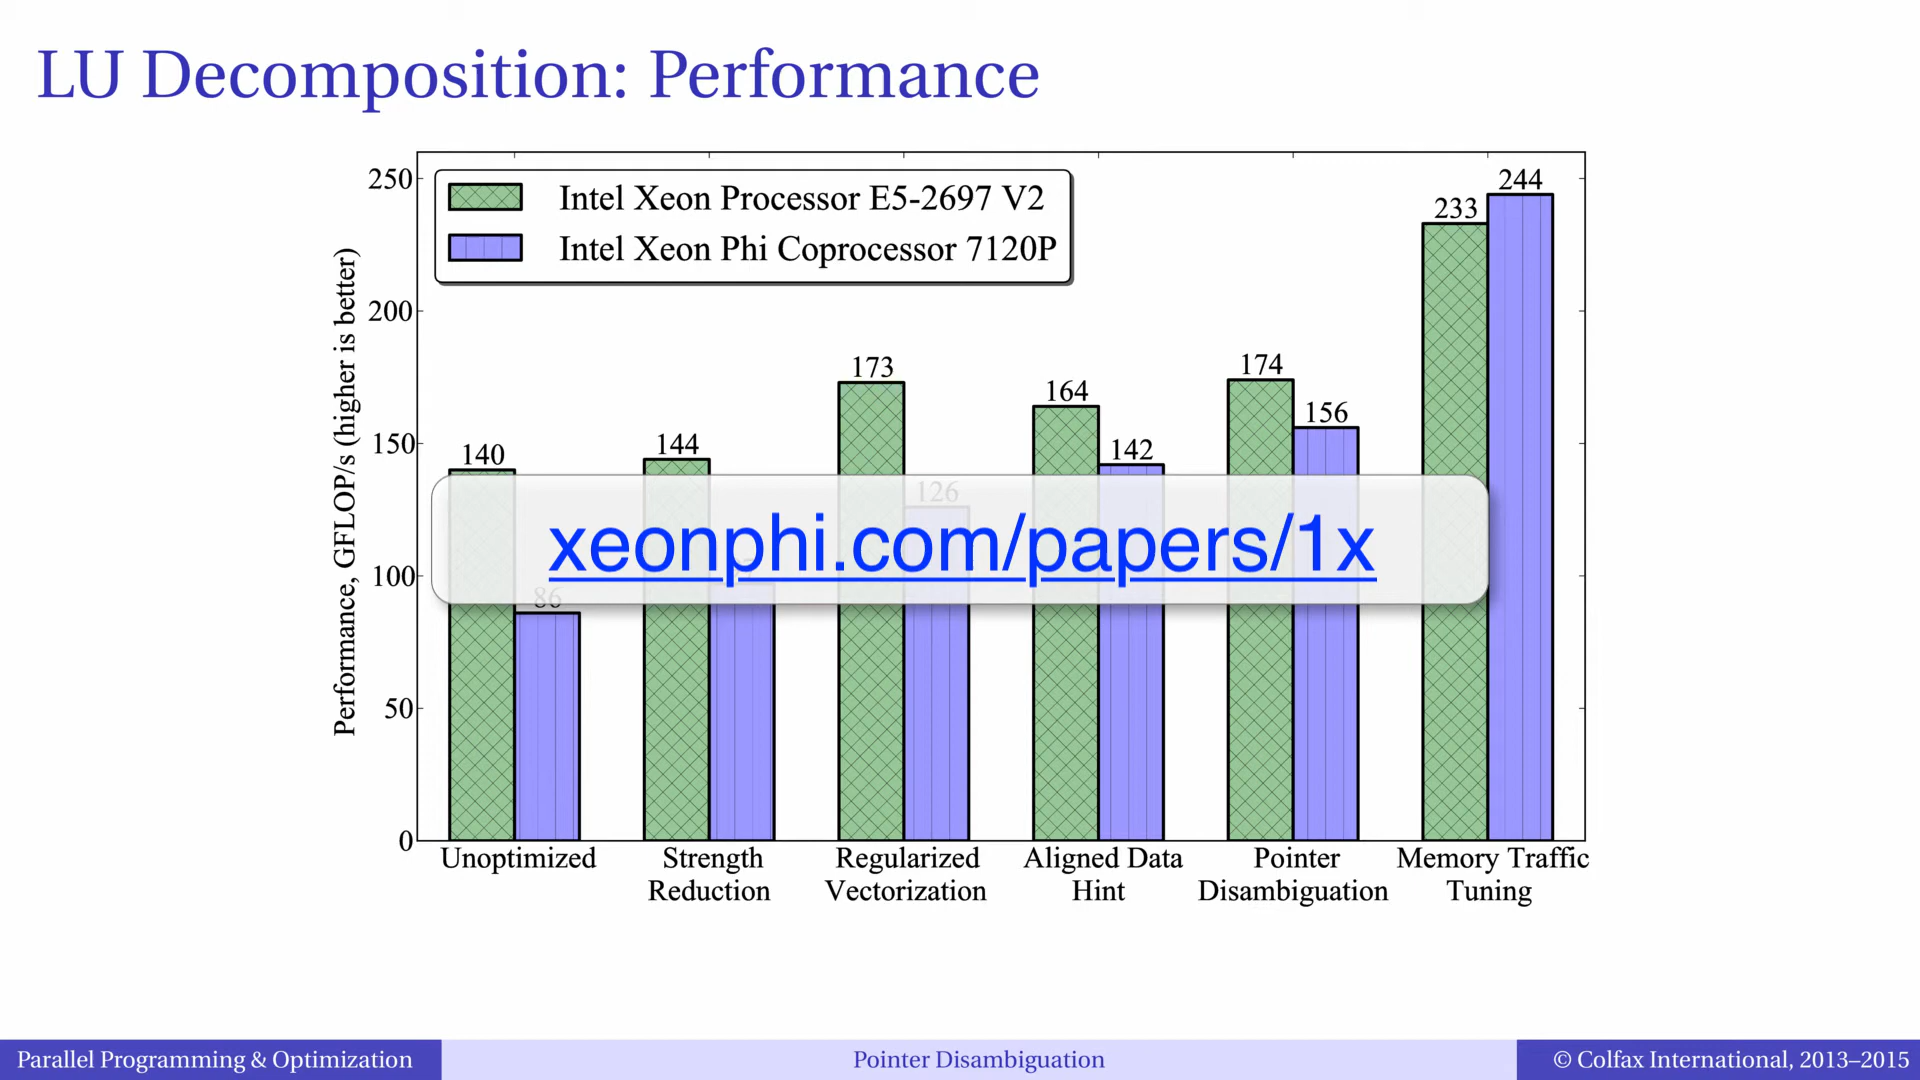 LU Decomposition: Performance
Intel Xeon Processor E5-2697 V2
Intel Xeon Phi Coprocessor 7120P
Performance, GFLOP/s (higher is better)
250
200
150
100
50
0
140
86
144
173
126
164
142
174
156
233
244
xeonphi.com/papers/1x
Unoptimized
Strength
Reduction
Regularized
Vectorization
Aligned Data
Hint
Pointer
Disambiguation
Memory Traffic
Tuning
Parallel Programming & Optimization
Pointer Disambiguation
© Colfax International, 2013–2015